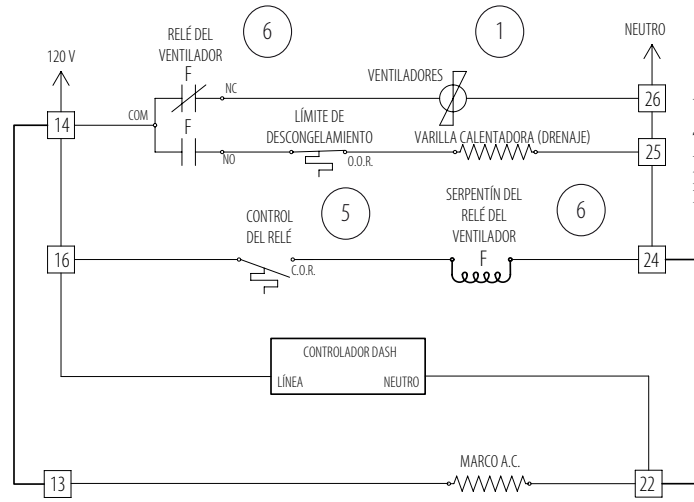 RELÉ DEL
VENTILADOR
F
6
1
NEUTRO
120 V
VENTILADORES
NC
COM
14
26
F
LÍMITE DE
DESCONGELAMIENTO
VARILLA CALENTADORA (DRENAJE)
NO
O.O.R.
25
CONTROL
DEL RELÉ
5
SERPENTÍN DEL
RELÉ DEL
VENTILADOR
F
6
16
C.O.R.
24
CONTROLADOR DASH
LÍNEA
NEUTRO
MARCO A.C.
13
22